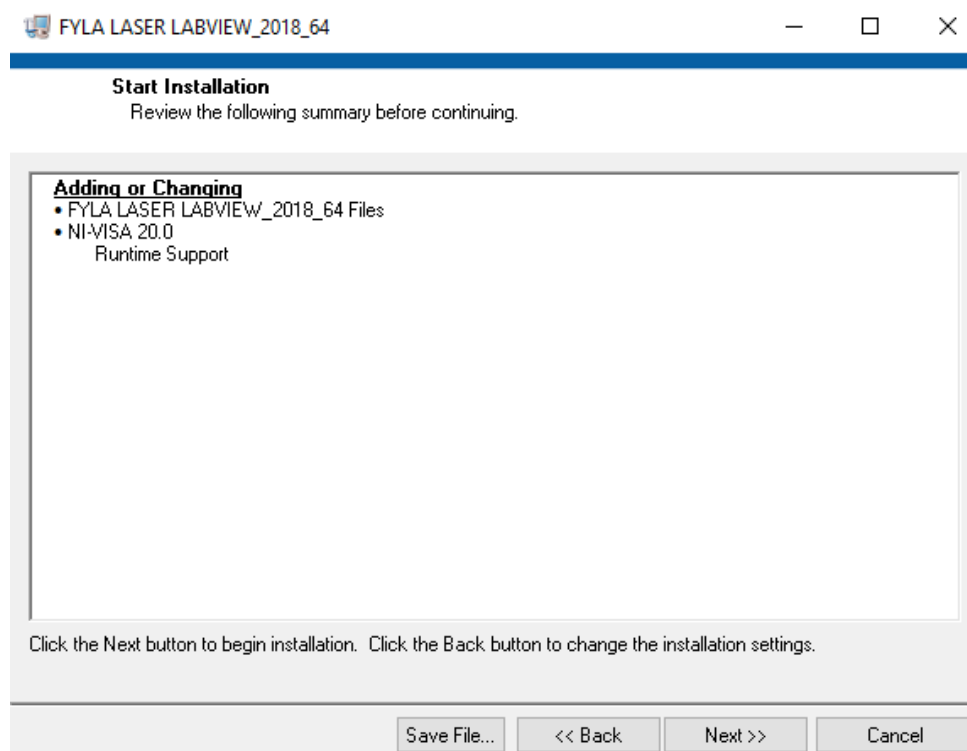 FYLA LASER LABVIEW_2018_64
Start Installation
Review the following summary before continuing.
Adding or Changing
• FYLA LASER LABVIEW_2018_64 Files
• NI-VISA 20.0
Runtime Support
Click the Next button to begin installation.  Click the Back button to change the installation settings.
Save File...
<< Back
Next >>
Cancel